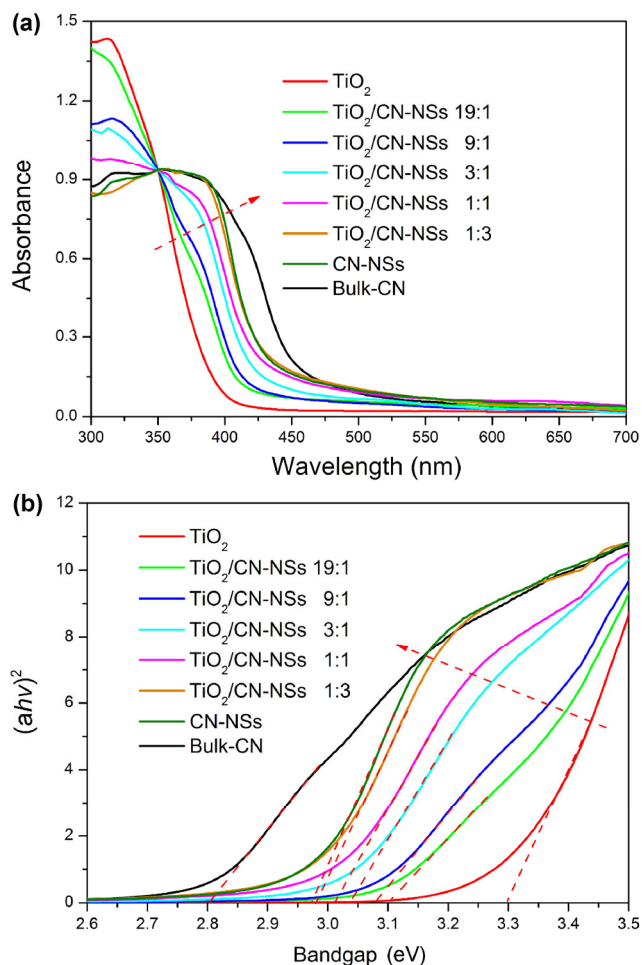 (a)
1.5
1.2
0.9
0.6
0.3
0.0
Absorbance
TiO₂
TiO₂/CN-NSs 19:1
TiO₂/CN-NSs 9:1
TiO₂/CN-NSs 3:1
TiO₂/CN-NSs 1:1
TiO₂/CN-NSs 1:3
CN-NSs
Bulk-CN
300 350 400 450 500 550 600 650 700
Wavelength (nm)
(b)
12
10
8
6
4
2
0
(ahv)²
TiO₂
TiO₂/CN-NSs 19:1
TiO₂/CN-NSs 9:1
TiO₂/CN-NSs 3:1
TiO₂/CN-NSs 1:1
TiO₂/CN-NSs 1:3
CN-NSs
Bulk-CN
2.6 2.7 2.8 2.9 3.0 3.1 3.2 3.3 3.4 3.5
Bandgap (eV)